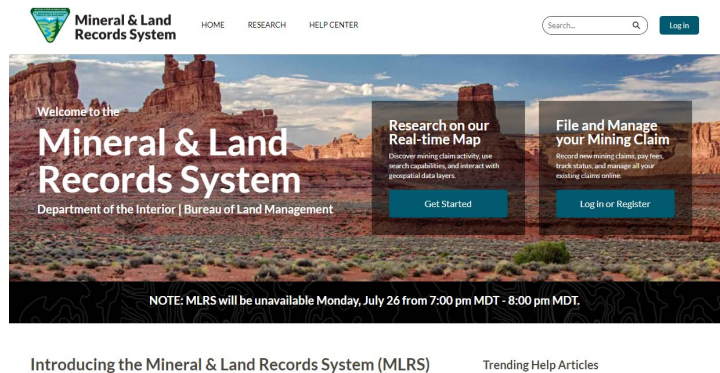 Mineral & Land
Records System
HOME
RESEARCH
HELP CENTER
Search...
Log in
Welcome to the
Mineral & Land
Records System
Department of the Interior | Bureau of Land Management
Research on our
Real-time Map
Discover mining claim activity, use
search capabilities, and interact with
geospatial data layers.
Get Started
File and Manage
your Mining Claim
Record new mining claims, pay fees,
track status, and manage all your
existing claims online.
Log in or Register
NOTE: MLRS will be unavailable Monday, July 26 from 7:00 pm MDT - 8:00 pm MDT.
Introducing the Mineral & Land Records System (MLRS)
Trending Help Articles